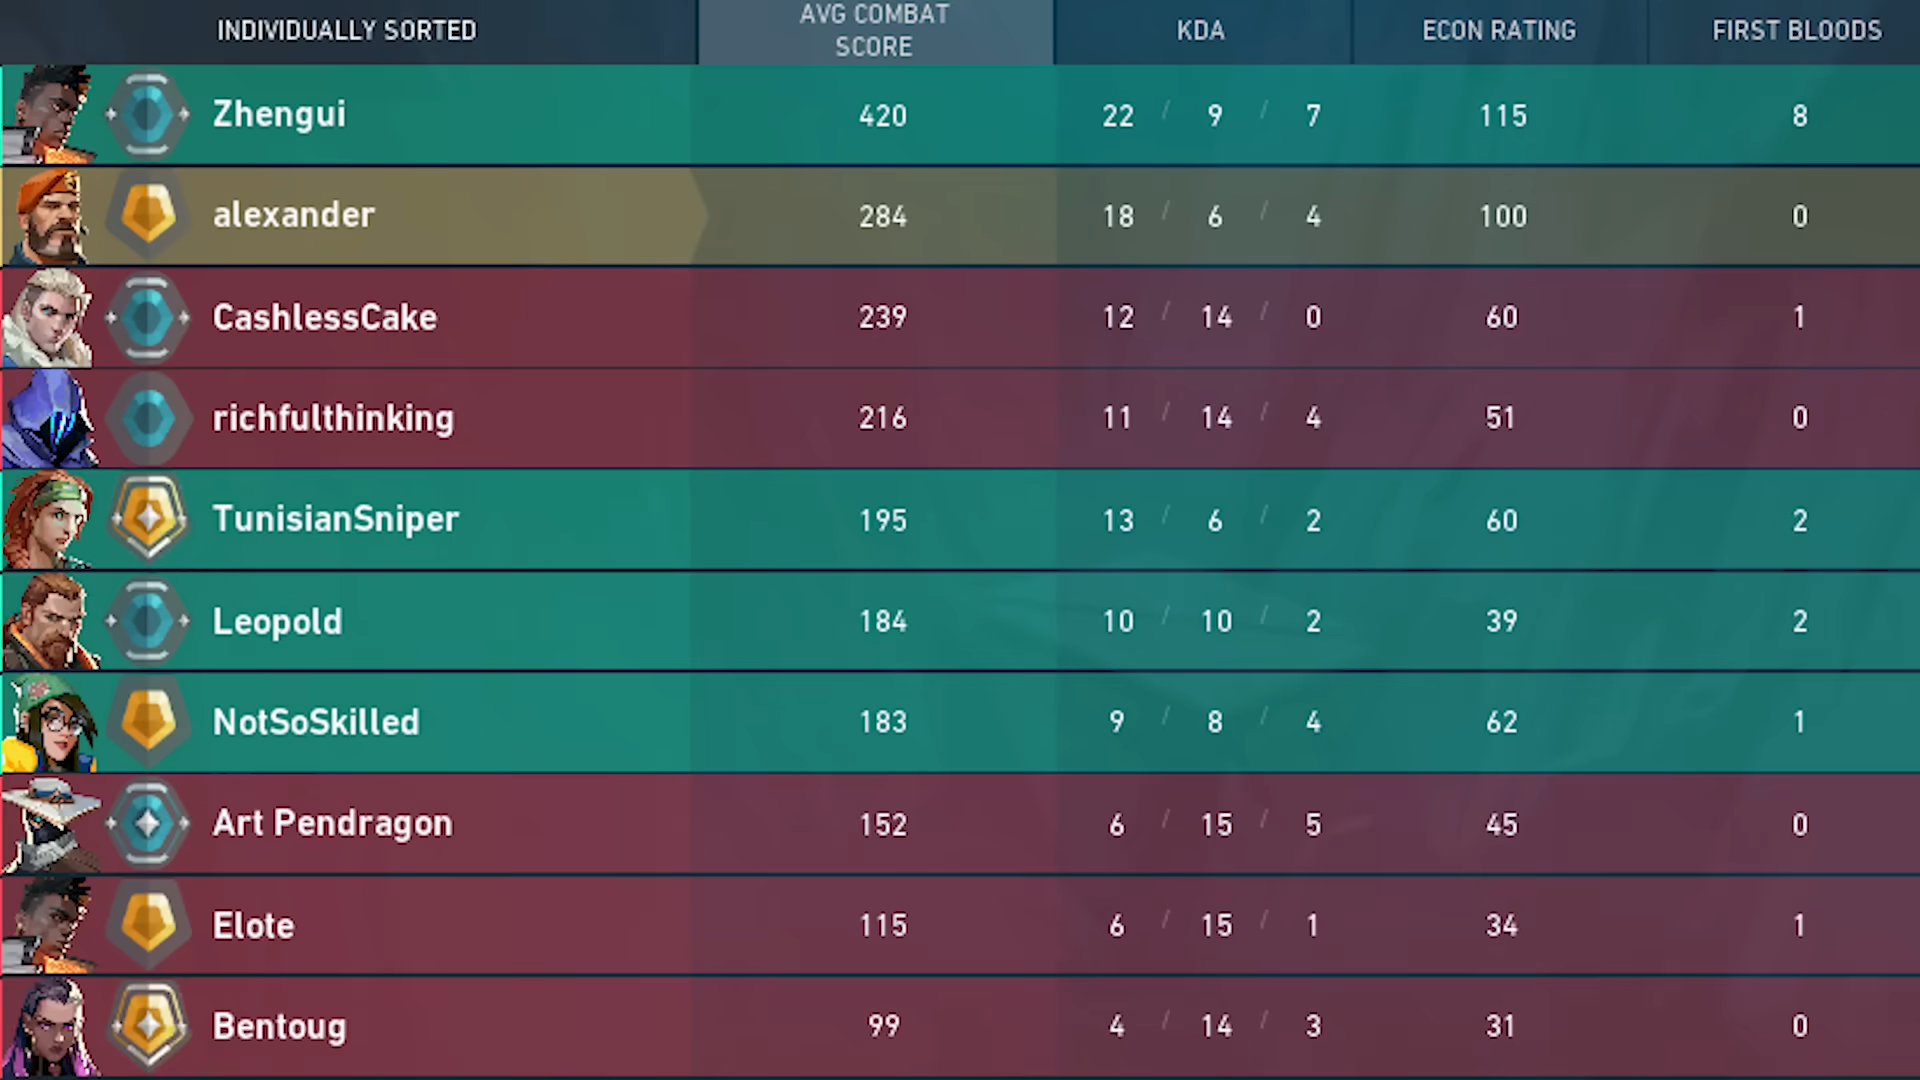 INDIVIDUALLY SORTED AVG COMBAT SCORE KDA ECON RATING FIRST BLOODS
Zhengui 420 22 / 9 / 7 115 8
alexander 284 18 / 6 / 4 100 0
CashlessCake 239 12 / 14 / 0 60 1
richfulthinking 216 11 / 14 / 4 51 0
TunisianSniper 195 13 / 6 / 2 60 2
Leopold 184 10 / 10 / 2 39 2
NotSoSkilled 183 9 / 8 / 4 62 1
Art Pendragon 152 6 / 15 / 5 45 0
Elote 115 6 / 15 / 1 34 1
Bentoug 99 4 / 14 / 3 31 0